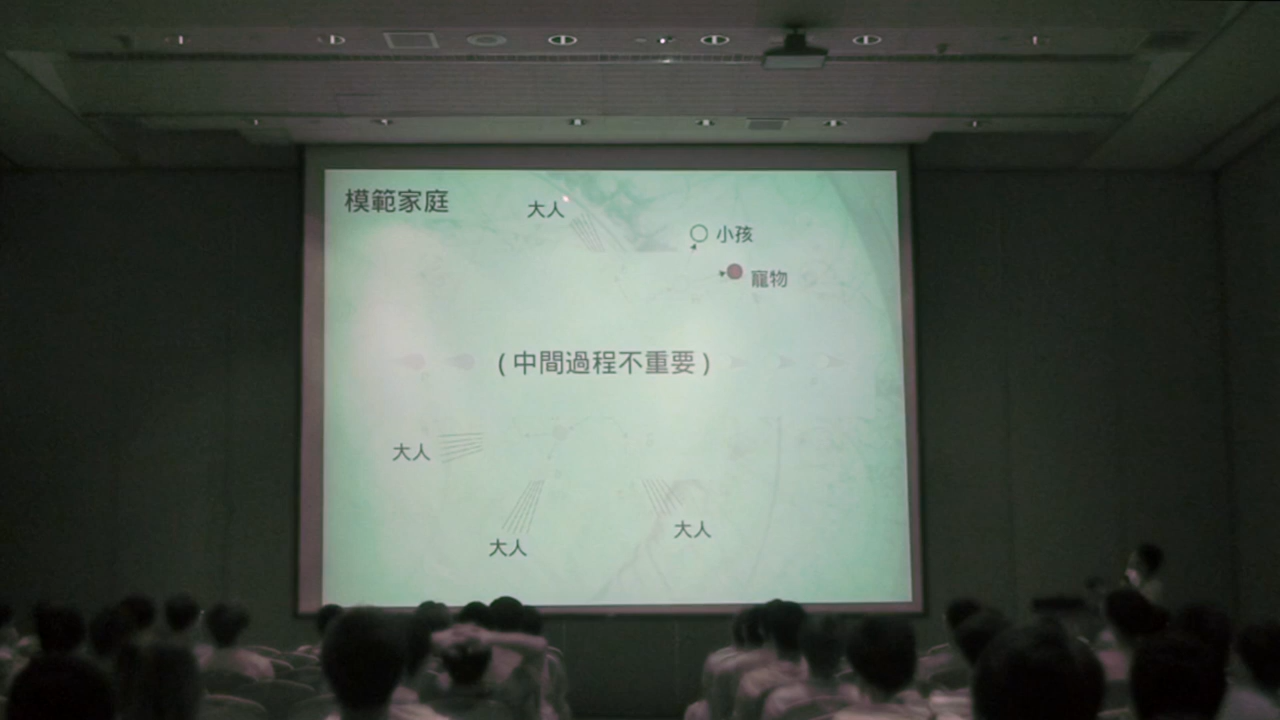 模範家庭
大人
小孩
寵物
(中間過程不重要)
大人
大人
大人